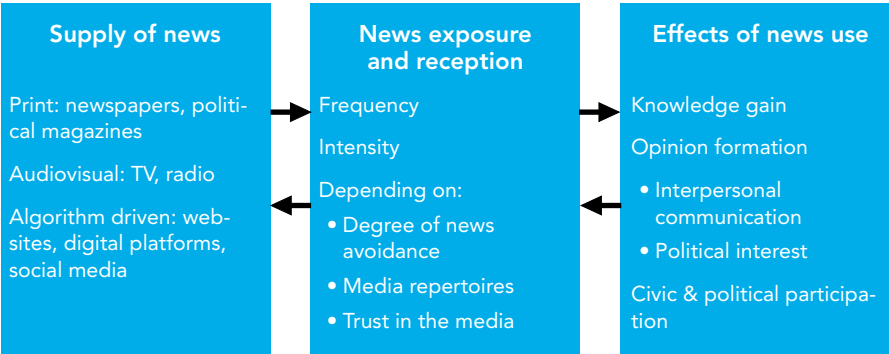 Supply of news
Print: newspapers, politi-
cal magazines
Audiovisual: TV, radio
Algorithm driven: web-
sites, digital platforms,
social media
News exposure
and reception
Frequency
Intensity
Depending on:
• Degree of news
avoidance
• Media repertoires
• Trust in the media
Effects of news use
Knowledge gain
Opinion formation
• Interpersonal
communication
• Political interest
Civic & political participa-
tion